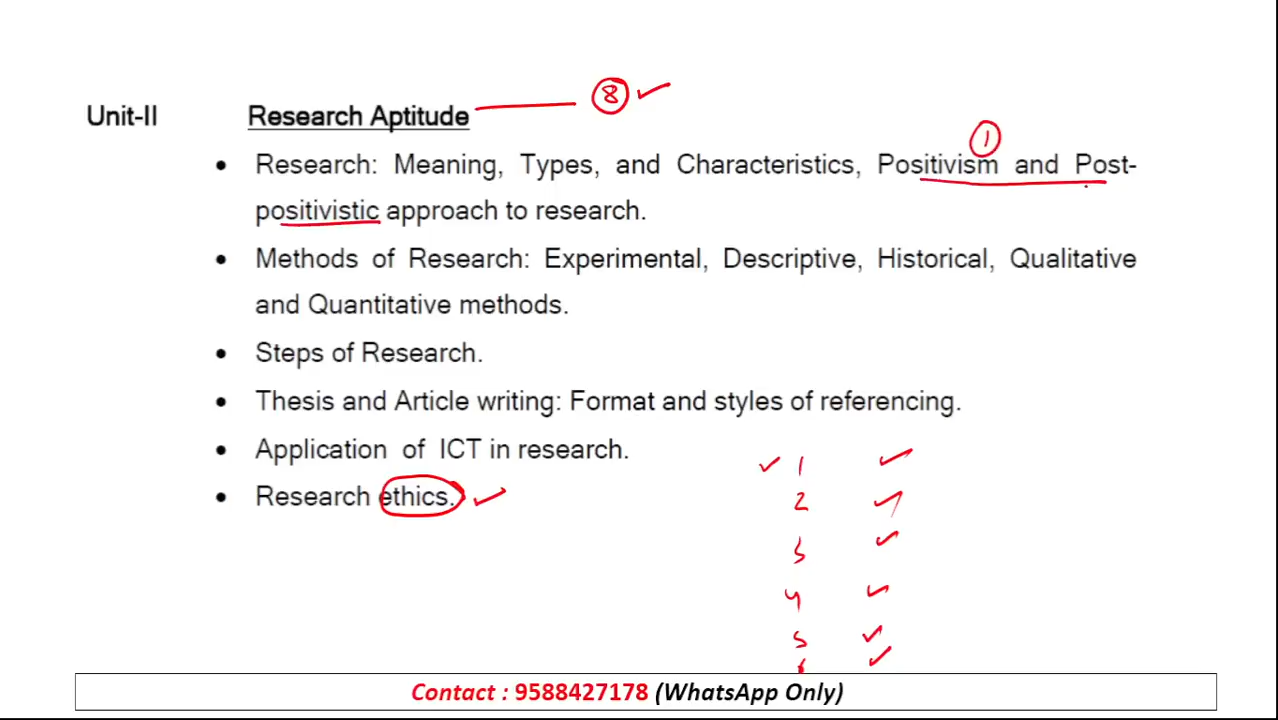 Unit-II Research Aptitude 8
1
• Research: Meaning, Types, and Characteristics, Positivism and Post-
positivistic approach to research.
• Methods of Research: Experimental, Descriptive, Historical, Qualitative
and Quantitative methods.
• Steps of Research.
• Thesis and Article writing: Format and styles of referencing.
• Application of ICT in research.
✓ 1 ✓
• Research ethics. ✓
2 ✓
3 ✓
4 ✓
5 ✓
Contact : 9588427178 (WhatsApp Only)